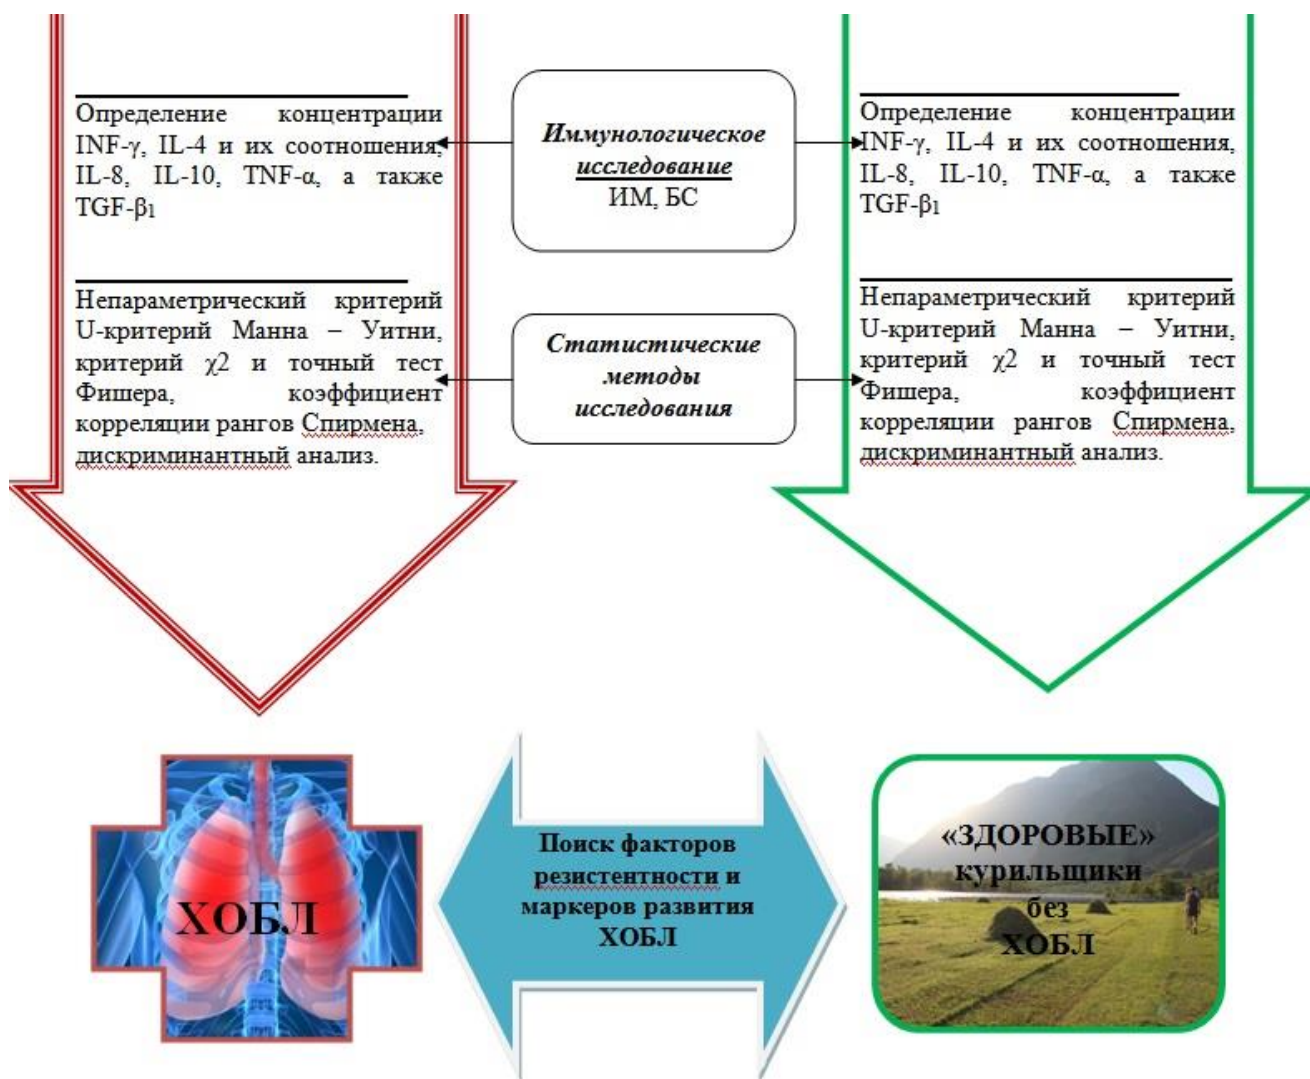 Определение концентрации
INF-γ, IL-4 и их соотношения,
IL-8, IL-10, TNF-α, а также
TGF-β1
Иммунологическое
исследование
ИМ, БС
Определение концентрации
INF-γ, IL-4 и их соотношения,
IL-8, IL-10, TNF-α, а также
TGF-β1
Непараметрический критерий
U-критерий Манна – Уитни,
критерий χ2 и точный тест
Фишера, коэффициент
корреляции рангов Спирмена,
дискриминантный анализ.
Статистические
методы
исследования
Непараметрический критерий
U-критерий Манна – Уитни,
критерий χ2 и точный тест
Фишера, коэффициент
корреляции рангов Спирмена,
дискриминантный анализ.
ХОБЛ
Поиск факторов
резистентности и
маркеров развития
ХОБЛ
«ЗДОРОВЫЕ»
курильщики
без
ХОБЛ